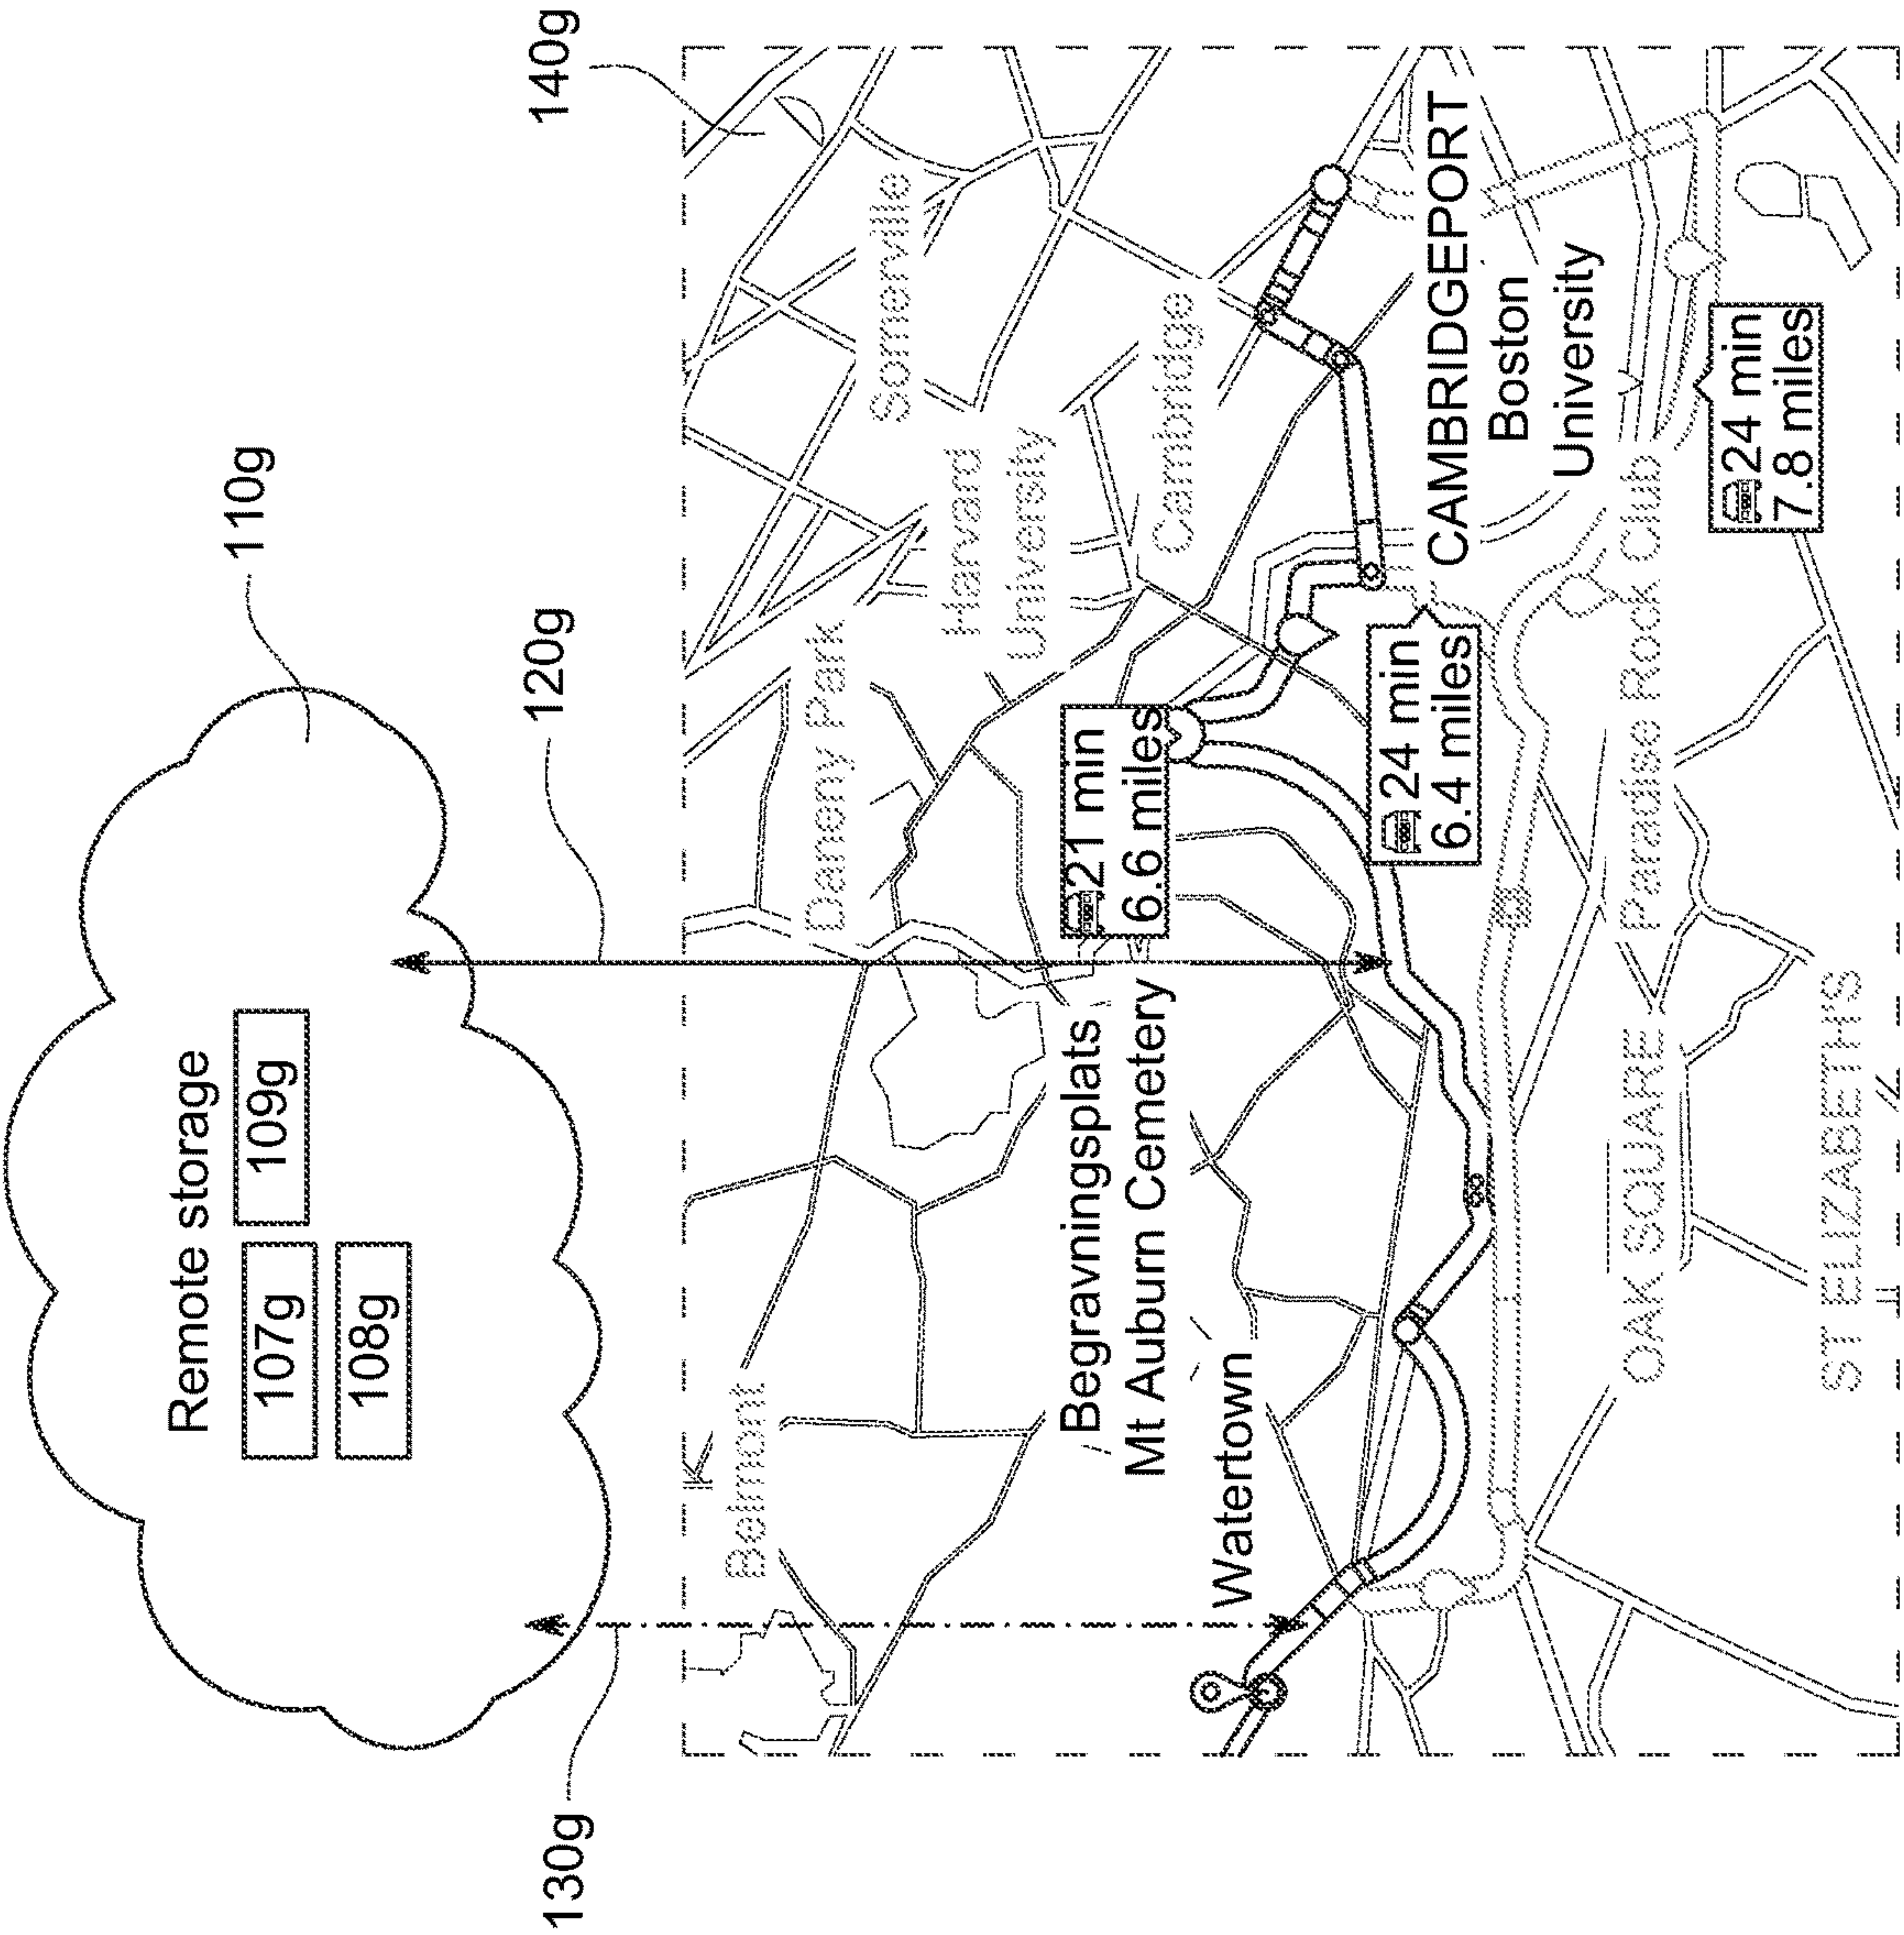 110g
Remote storage
107g
109g
108g
130g
120g
140g
K
Belmont
Daneny Park
Somerville
Harvard
University
Begravningsplats
Mt Auburn Cemetery
21 min
6.6 miles
Cambridge
Watertown
24 min
6.4 miles
CAMBRIDGEPORT
Boston
University
OAK SQUARE
Paradise Rock Club
24 min
7.8 miles
ST ELIZABETH'S